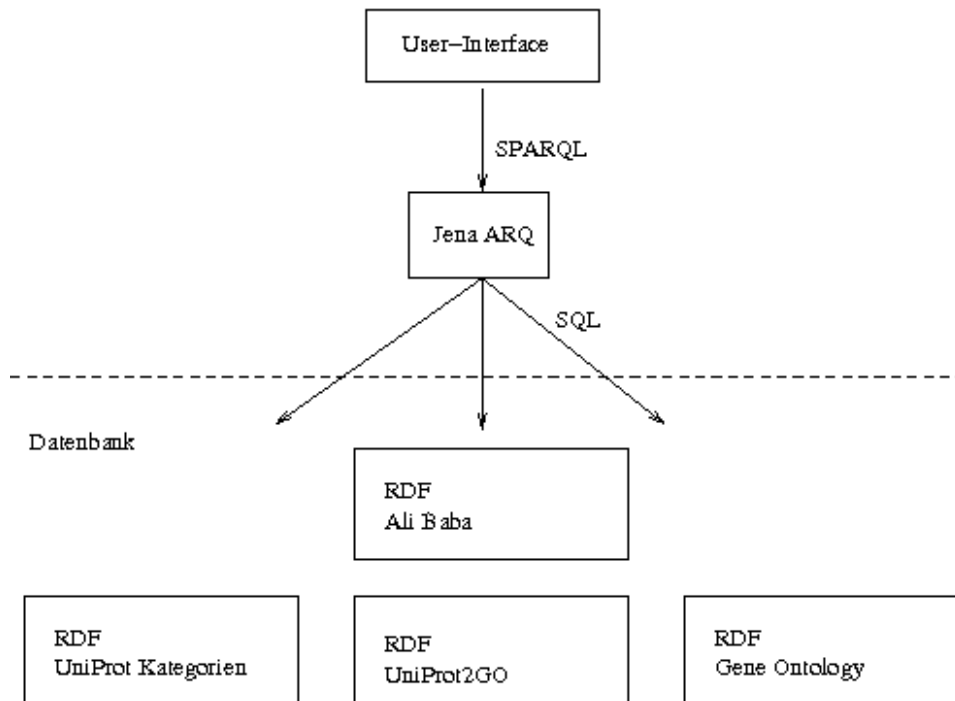 User–Interface
SPARQL
Jena ARQ
SQL
Datenbank
RDF
Ali Baba
RDF
UniProt Kategorien
RDF
UniProt2GO
RDF
Gene Ontology